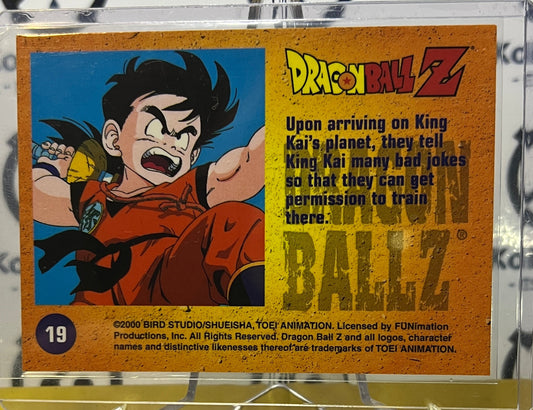 DRAGON BALL Z
Upon arriving on King
Kai's planet, they tell
King Kai many bad jokes
so that they can get
permission to train
there.
DRAGON
BALL Z®
19
©2000 BIRD STUDIO/SHUEISHA, TOEI ANIMATION. Licensed by FUNimation
Productions, Inc. All Rights Reserved. Dragon Ball Z and all logos, character
names and distinctive likenesses thereof are trademarks of TOEI ANIMATION.